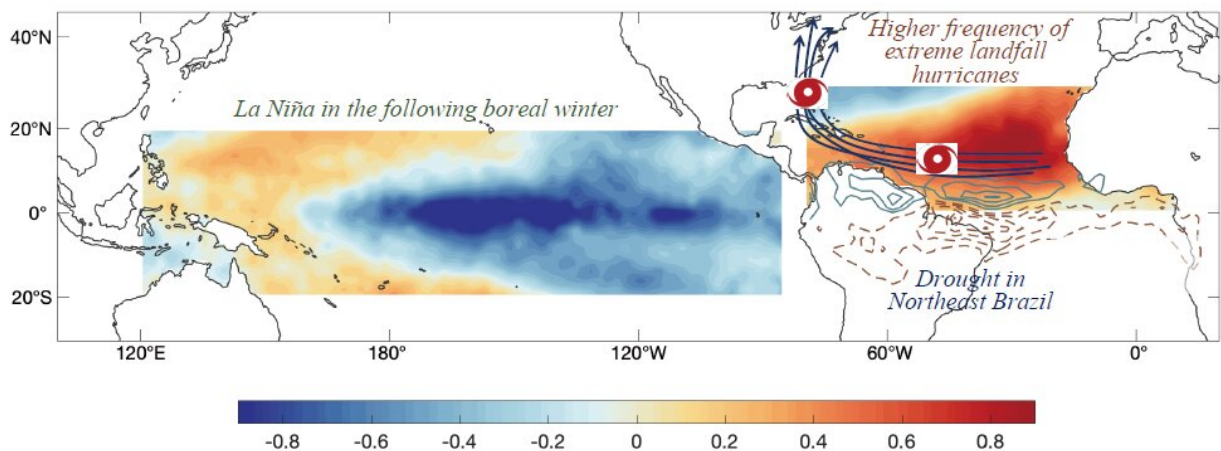 40°N
20°N
0°
20°S
Higher frequency of
extreme landfall
hurricanes
La Niña in the following boreal winter
Drought in
Northeast Brazil
120°E
180°
120°W
60°W
0°
-0.8
-0.6
-0.4
-0.2
0
0.2
0.4
0.6
0.8